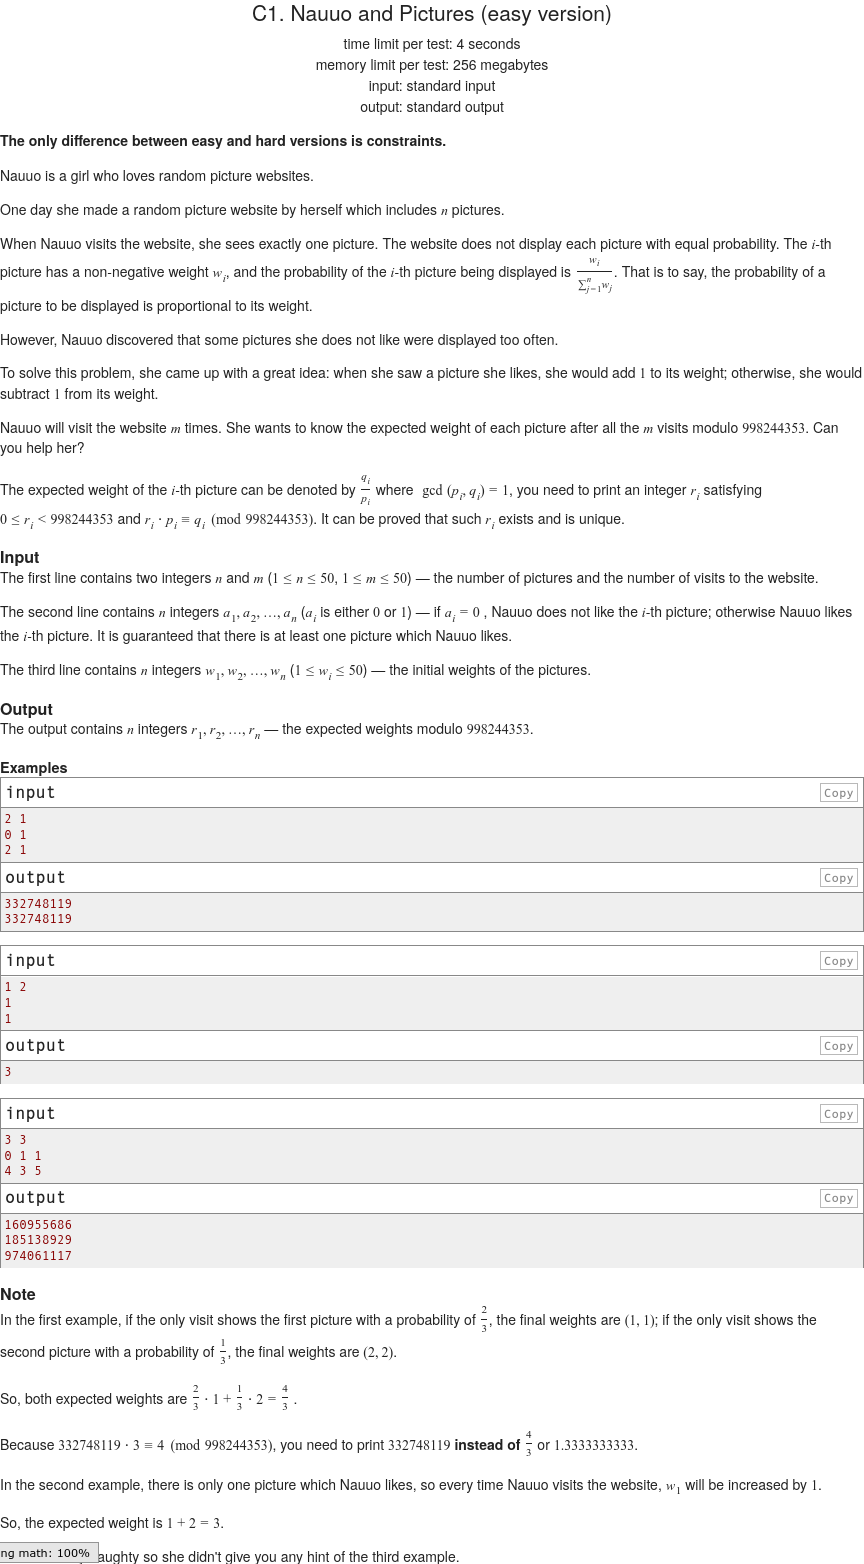 C1. Nauuo and Pictures (easy version)
time limit per test: 4 seconds
memory limit per test: 256 megabytes
input: standard input
output: standard output
The only difference between easy and hard versions is constraints.
Nauuo is a girl who loves random picture websites.
One day she made a random picture website by herself which includes n pictures.
When Nauuo visits the website, she sees exactly one picture. The website does not display each picture with equal probability. The i-th
picture has a non-negative weight w_i, and the probability of the i-th picture being displayed is \frac{w_i}{\sum_{j=1}^{n} w_j}. That is to say, the probability of a
picture to be displayed is proportional to its weight.
However, Nauuo discovered that some pictures she does not like were displayed too often.
To solve this problem, she came up with a great idea: when she saw a picture she likes, she would add 1 to its weight; otherwise, she would
subtract 1 from its weight.
Nauuo will visit the website m times. She wants to know the expected weight of each picture after all the m visits modulo 998244353. Can
you help her?
The expected weight of the i-th picture can be denoted by \frac{q_i}{p_i} where gcd (p_i, q_i) = 1, you need to print an integer r_i satisfying
0 ≤ r_i < 998244353 and r_i · p_i ≡ q_i (mod 998244353). It can be proved that such r_i exists and is unique.
Input
The first line contains two integers n and m (1 ≤ n ≤ 50, 1 ≤ m ≤ 50) — the number of pictures and the number of visits to the website.
The second line contains n integers a_1, a_2, …, a_n (a_i is either 0 or 1) — if a_i = 0 , Nauuo does not like the i-th picture; otherwise Nauuo likes
the i-th picture. It is guaranteed that there is at least one picture which Nauuo likes.
The third line contains n integers w_1, w_2, …, w_n (1 ≤ w_i ≤ 50) — the initial weights of the pictures.
Output
The output contains n integers r_1, r_2, …, r_n — the expected weights modulo 998244353.
Examples
input Copy
2 1
0 1
2 1
output Copy
332748119
332748119
input Copy
1 2
1
1
output Copy
3
input Copy
3 3
0 1 1
4 3 5
output Copy
160955686
185138929
974061117
Note
In the first example, if the only visit shows the first picture with a probability of \frac{2}{3}, the final weights are (1, 1); if the only visit shows the
second picture with a probability of \frac{1}{3}, the final weights are (2, 2).
So, both expected weights are \frac{2}{3} · 1 + \frac{1}{3} · 2 = \frac{4}{3} .
Because 332748119 · 3 ≡ 4 (mod 998244353), you need to print 332748119 instead of \frac{4}{3} or 1.3333333333.
In the second example, there is only one picture which Nauuo likes, so every time Nauuo visits the website, w_1 will be increased by 1.
So, the expected weight is 1 + 2 = 3.
ng math: 100% aughty so she didn't give you any hint of the third example.